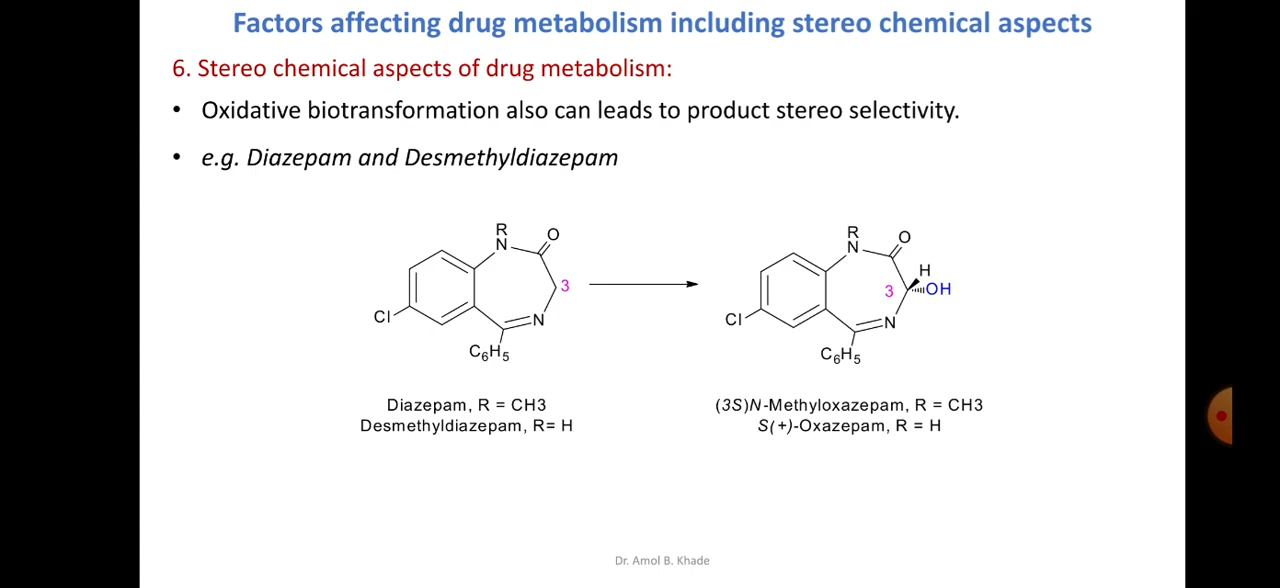 Factors affecting drug metabolism including stereo chemical aspects
6. Stereo chemical aspects of drug metabolism:
• Oxidative biotransformation also can leads to product stereo selectivity.
• e.g. Diazepam and Desmethyldiazepam
R
N
O
3
Cl
N
C6H5
R
N
O
H
3
OH
Cl
N
C6H5
Diazepam, R = CH3
Desmethyldiazepam, R= H
(3S)N-Methyloxazepam, R = CH3
S(+)-Oxazepam, R = H
Dr. Amol B. Khade